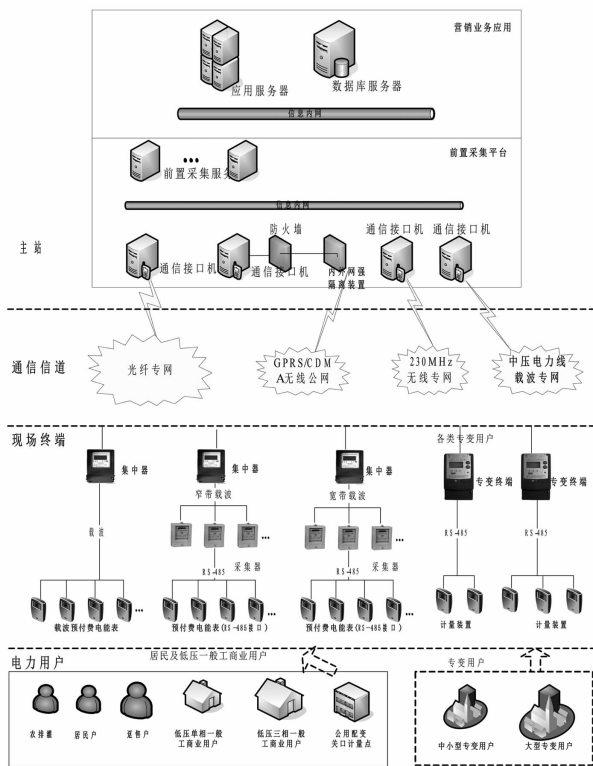 营销业务应用
应用服务器
数据库服务器
信息内网
前置采集平台
前置采集服务
信息内网
主站
防火墙
通信接口机
通信接口机
通信接口机
通信接口机
内外网强
隔离装置
通信信道
光纤专网
GPRS/CDM
A无线公网
230MHz
无线专网
中压电力线
载波专网
现场终端
各类专变用户
集中器
集中器
集中器
专变终端
专变终端
窄带载波
宽带载波
载波
RS-485
RS-485
采集器
采集器
RS-485
RS-485
载波预付费电能表
预付费电能表(RS-485接口)
预付费电能表(RS-485接口)
计量装置
计量装置
电力用户
居民及低压一般工商业用户
专变用户
农排灌
居民户
趸售户
低压单相一般
工商业用户
低压三相一般
工商业用户
公用配变
关口计量点
中小型专变用户
大型专变用户